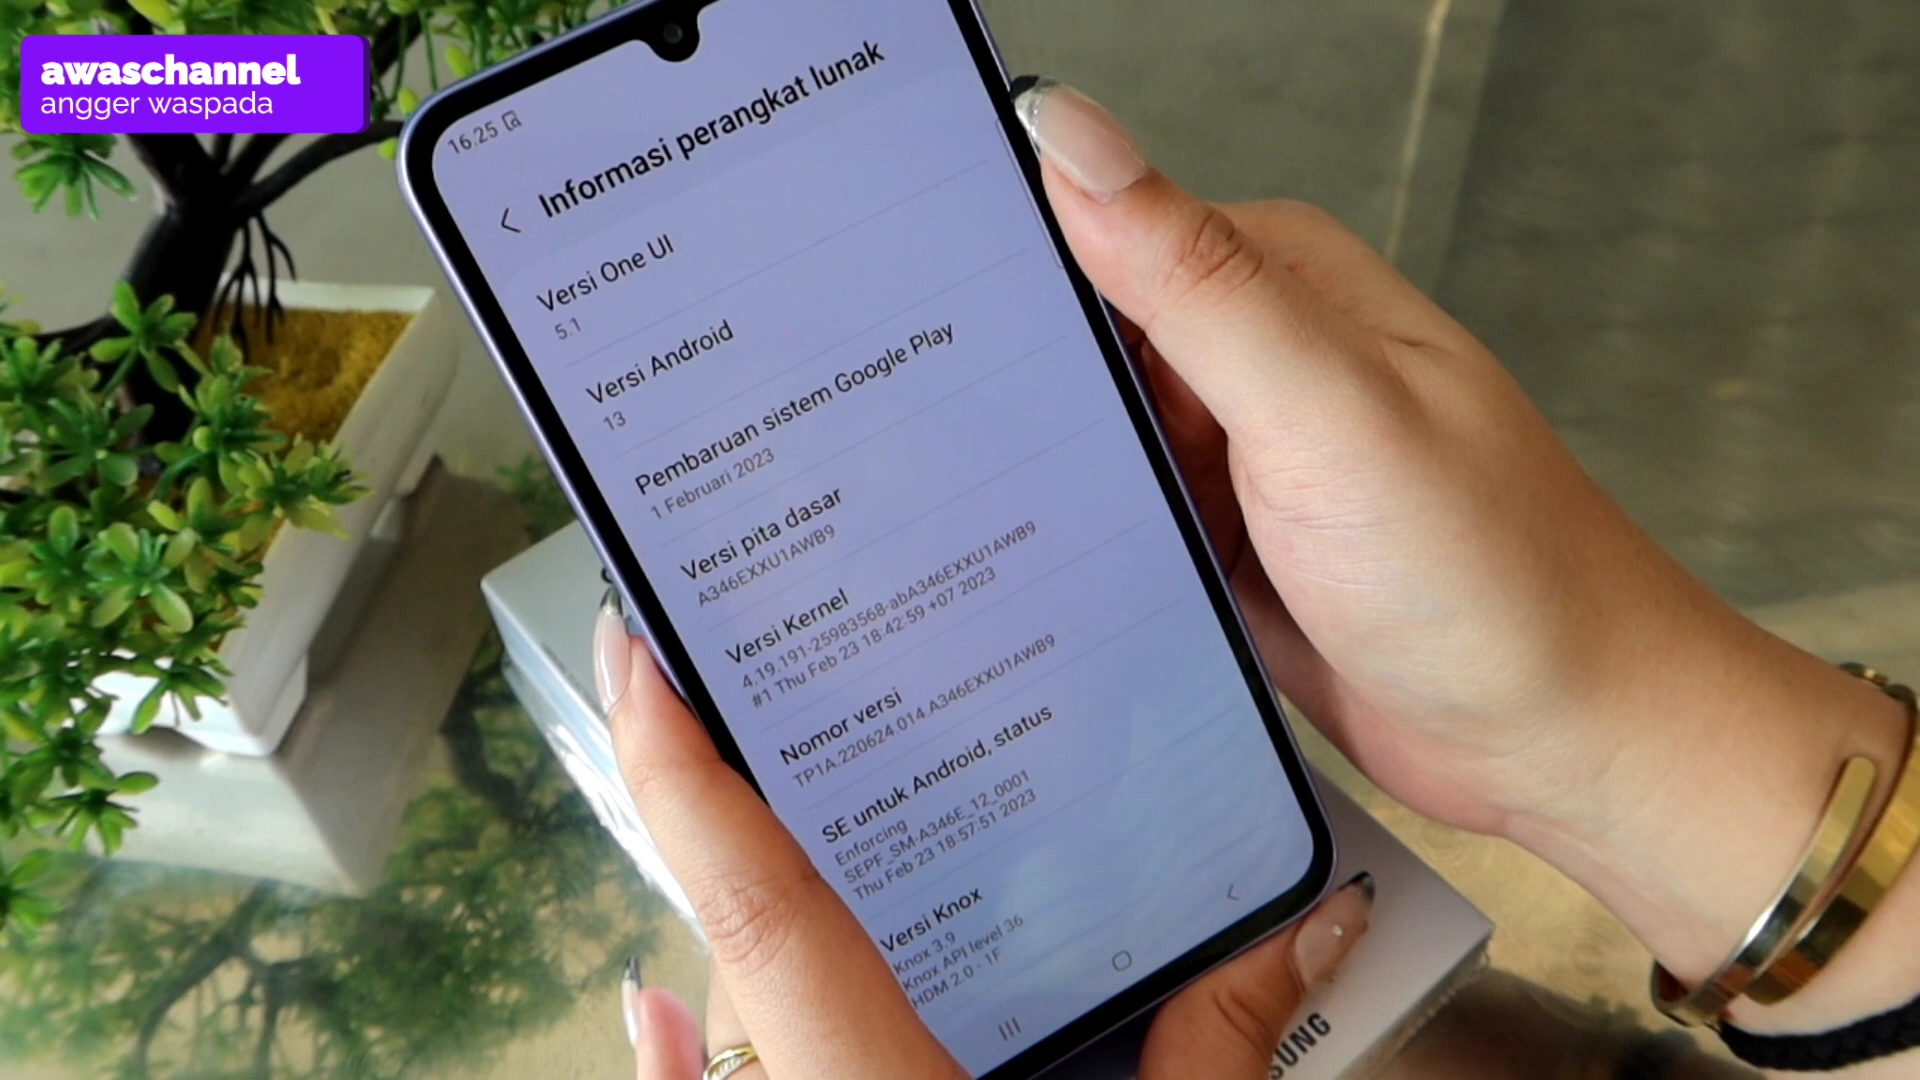 awaschannel
angger waspada
16.25
Informasi perangkat lunak
Versi One UI
5.1
Versi Android
13
Pembaruan sistem Google Play
1 Februari 2023
Versi pita dasar
A346EXXU1AWB9
Versi Kernel
4.19.191-25983568-abA346EXXU1AWB9
#1 Thu Feb 23 18:42:59 +07 2023
Nomor versi
TP1A.220624.014.A346EXXU1AWB9
SE untuk Android, status
Enforcing
SEPF_SM-A346E_12_0001
Thu Feb 23 18:57:51 2023
Versi Knox
Knox 3.9
Knox API level 36
HDM 2.0 - 1F
SUNG